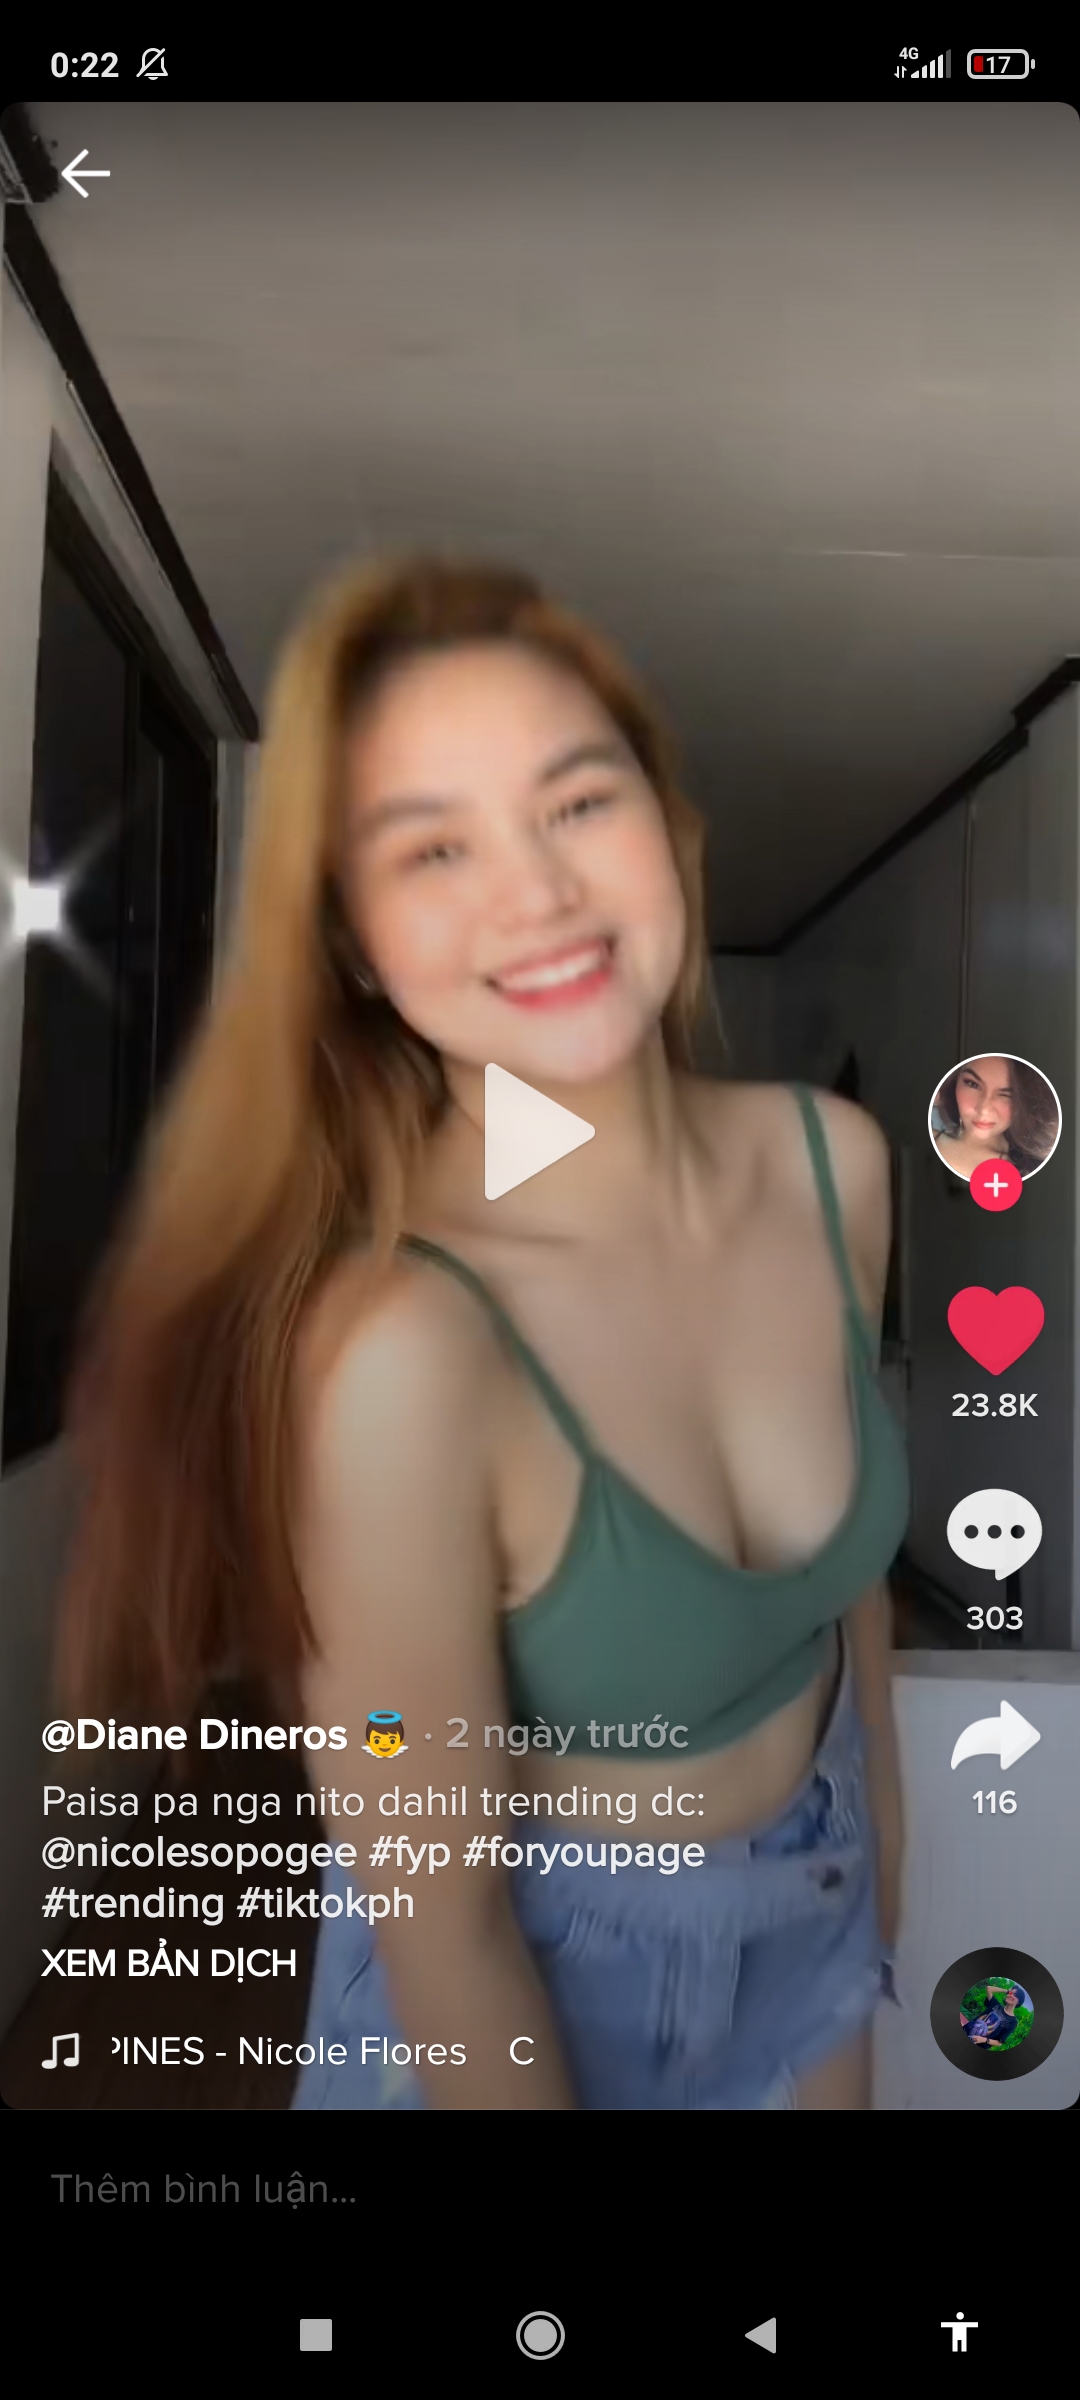 0:22
4G
17
23.8K
303
@Diane Dineros 👼 · 2 ngày trước
116
Paisa pa nga nito dahil trending dc:
@nicolesopogee #fyp #foryoupage
#trending #tiktokph
XEM BẢN DỊCH
PINES - Nicole Flores C
Thêm bình luận...